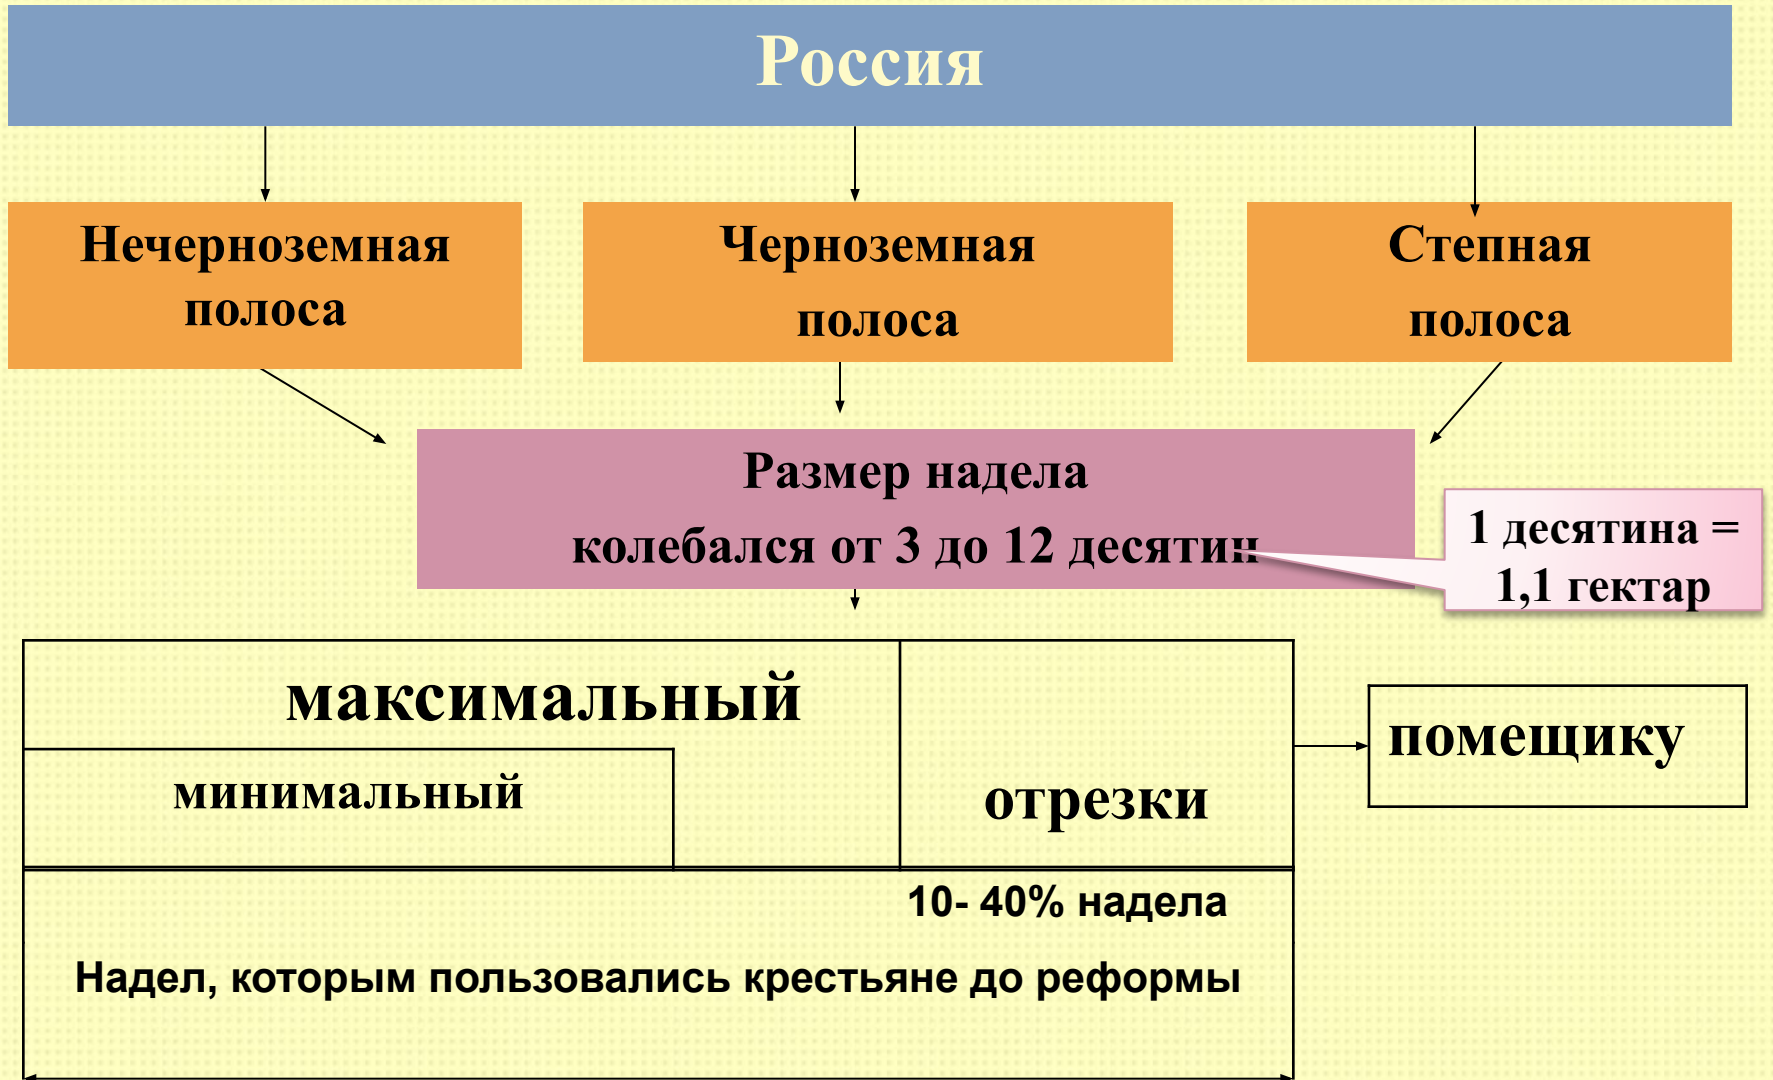 Россия
Нечерноземная
полоса
Черноземная
полоса
Степная
полоса
Размер надела
колебался от 3 до 12 десятин
1 десятина =
1,1 гектар
максимальный
минимальный
отрезки
помещику
10- 40% надела
Надел, которым пользовались крестьяне до реформы